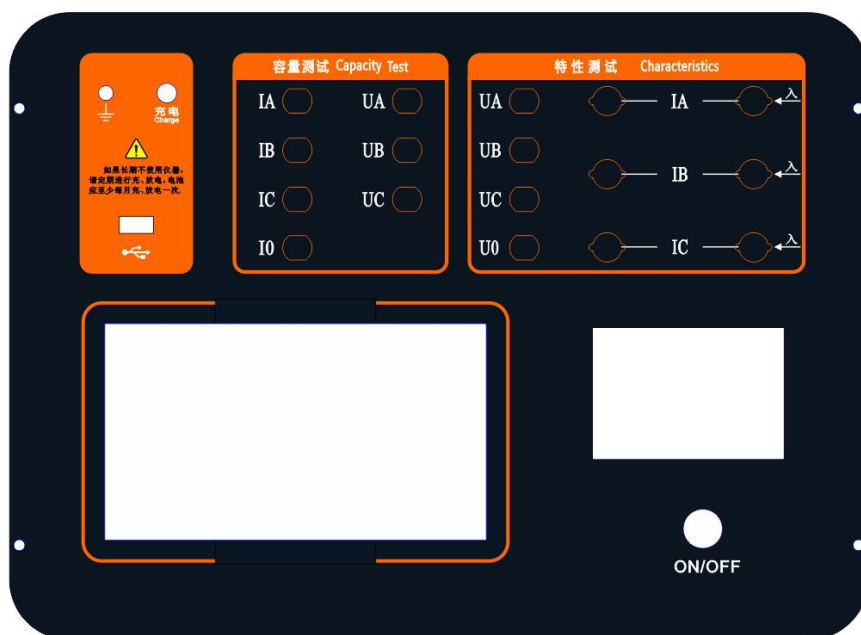 充电
Charge
如果长期不使用仪器,
请定期进行充、放电,电池
应至少每月充、放电一次.
容量测试 Capacity Test
IA UA
IB UB
IC UC
I0
特性测试 Characteristics
UA IA 入
UB
IB 入
UC
U0 IC 入
ON/OFF